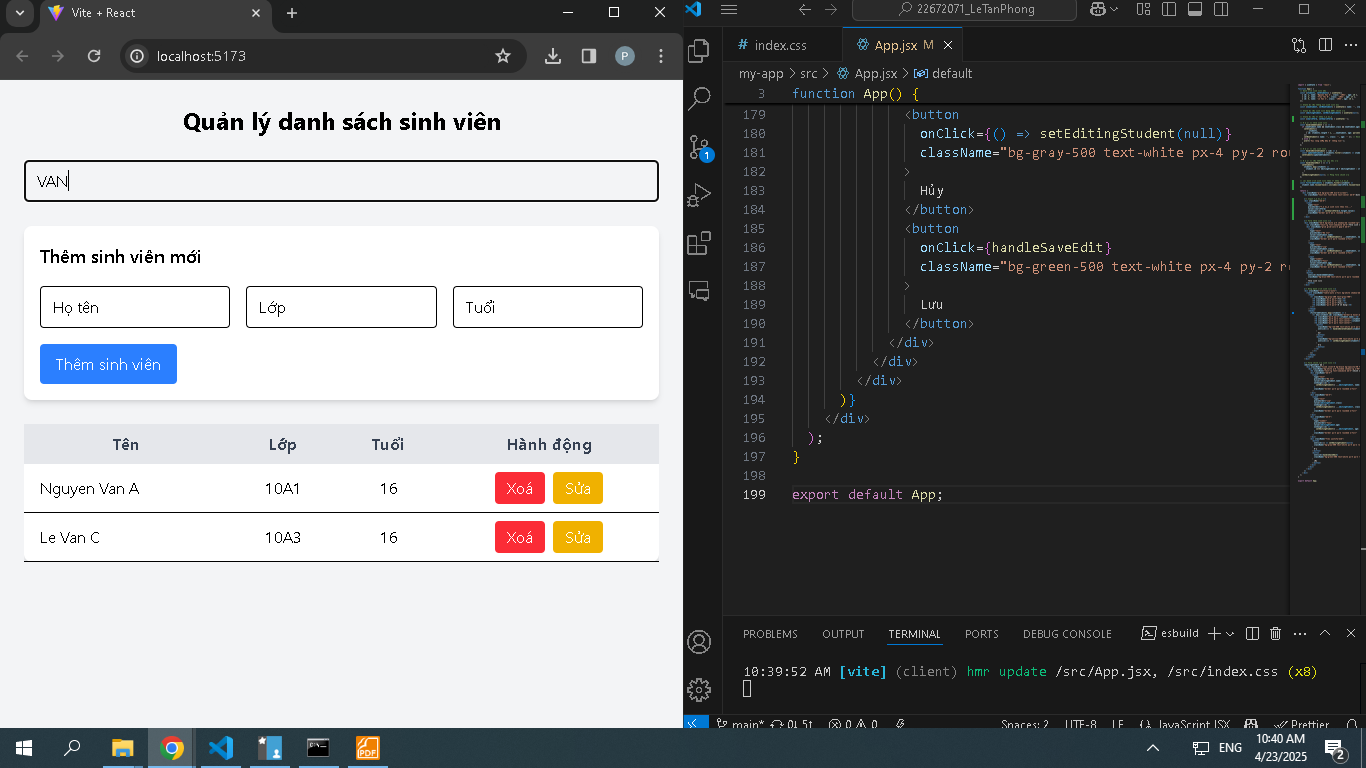 Vite + React
localhost:5173
P
Quản lý danh sách sinh viên
VAN
Thêm sinh viên mới
Họ tên Lớp Tuổi
Thêm sinh viên
Tên Lớp Tuổi Hành động
Nguyen Van A 10A1 16 Xoá Sửa
Le Van C 10A3 16 Xoá Sửa
22672071_LeTanPhong
index.css App.jsx M
my-app > src > App.jsx > default
3 function App() {
179 <button
180 onClick={() => setEditingStudent(null)}
181 className="bg-gray-500 text-white px-4 py-2 ro
182 >
183 Hủy
184 </button>
185 <button
186 onClick={handleSaveEdit}
187 className="bg-green-500 text-white px-4 py-2 r
188 >
189 Lưu
190 </button>
191 </div>
192 </div>
193 </div>
194 )}
195 </div>
196 );
197 }
198
199 export default App;
1
PROBLEMS OUTPUT TERMINAL PORTS DEBUG CONSOLE esbuild
10:39:52 AM [vite] (client) hmr update /src/App.jsx, /src/index.css (x8)
main* 0↓ 5↑ 0 0 Spaces: 2 UTF-8 LF {} JavaScript JSX Prettier
PDF
ENG
10:40 AM
4/23/2025
2